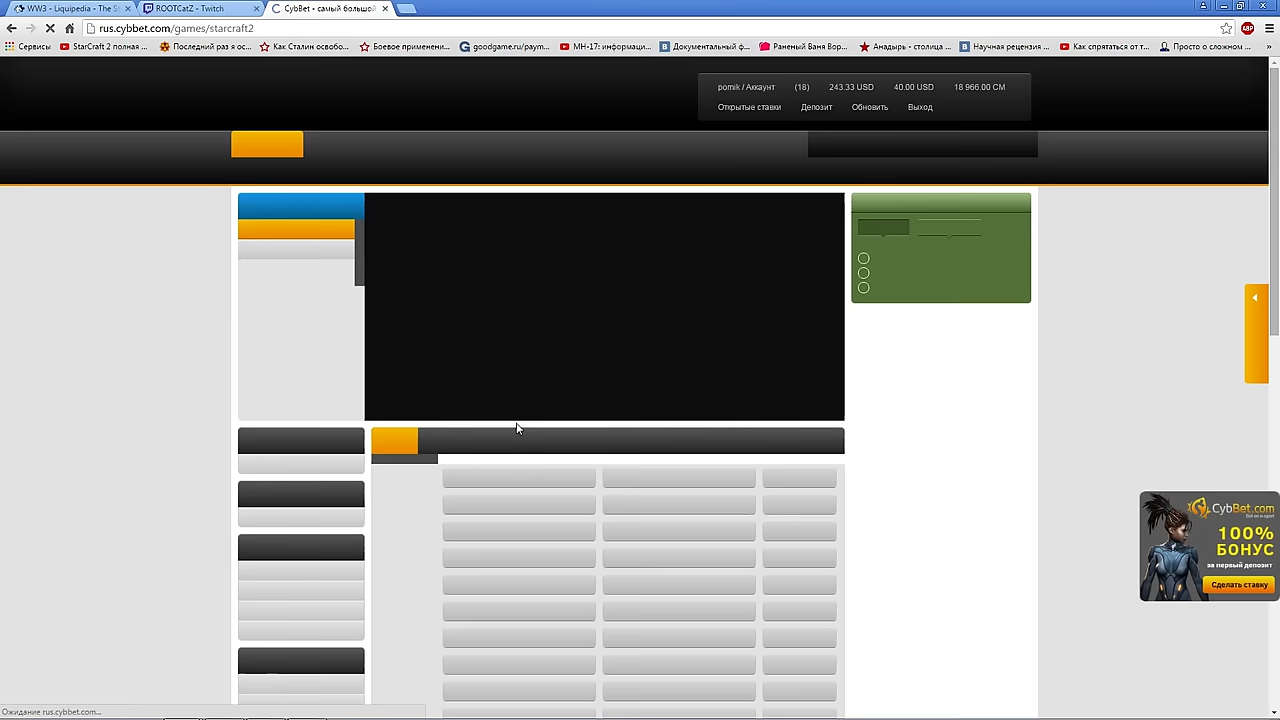 WW3 - Liquipedia - The St
ROOTCatZ - Twitch
CybBet • самый большой
rus.cybbet.com/games/starcraft2
Сервисы
StarCraft 2 полная ...
Последний раз я ос...
Как Сталин освобо...
Боевое применени...
goodgame.ru/paym...
MH-17: информаци...
Документальный ф...
Раненый Ваня Вор...
Анадырь - столица ...
Научная рецензия ...
Как спрятаться от т...
Просто о сложном ...
»
pomik / Аккаунт (18) 243.33 USD 40.00 USD 18 966.00 CM
Открытые ставки Депозит Обновить Выход
CybBet.com
100%
БОНУС
за первый депозит
Сделать ставку
Ожидание rus.cybbet.com...